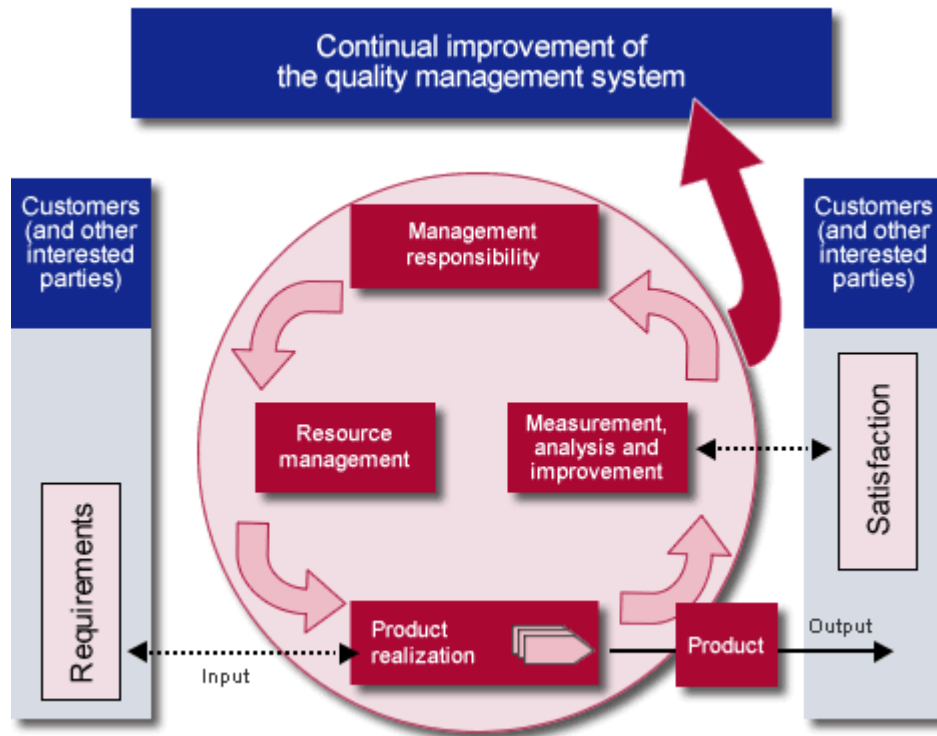 Continual improvement of
the quality management system
Customers
(and other
interested
parties)
Customers
(and other
interested
parties)
Management
responsibility
Resource
management
Measurement,
analysis and
improvement
Satisfaction
Requirements
Product
realization
Input
Product
Output